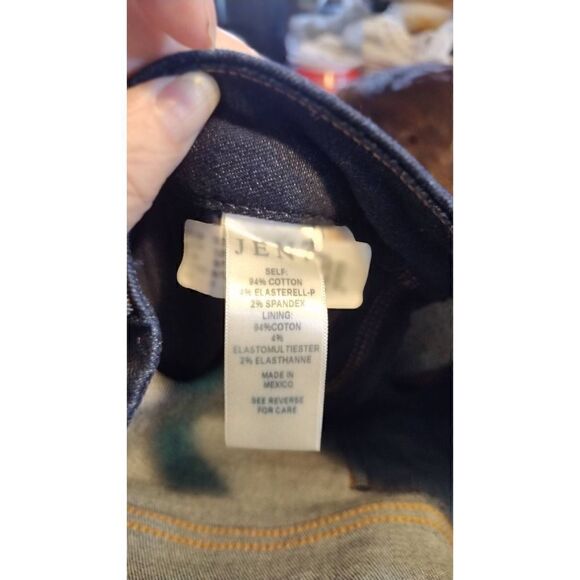 SELF:
94% COTTON
4% ELASTERELL-P
2% SPANDEX
LINING:
94%COTON
4%
ELASTOMULTIESTER
2% ELASTHANNE
MADE IN
MEXICO
SEE REVERSE
FOR CARE